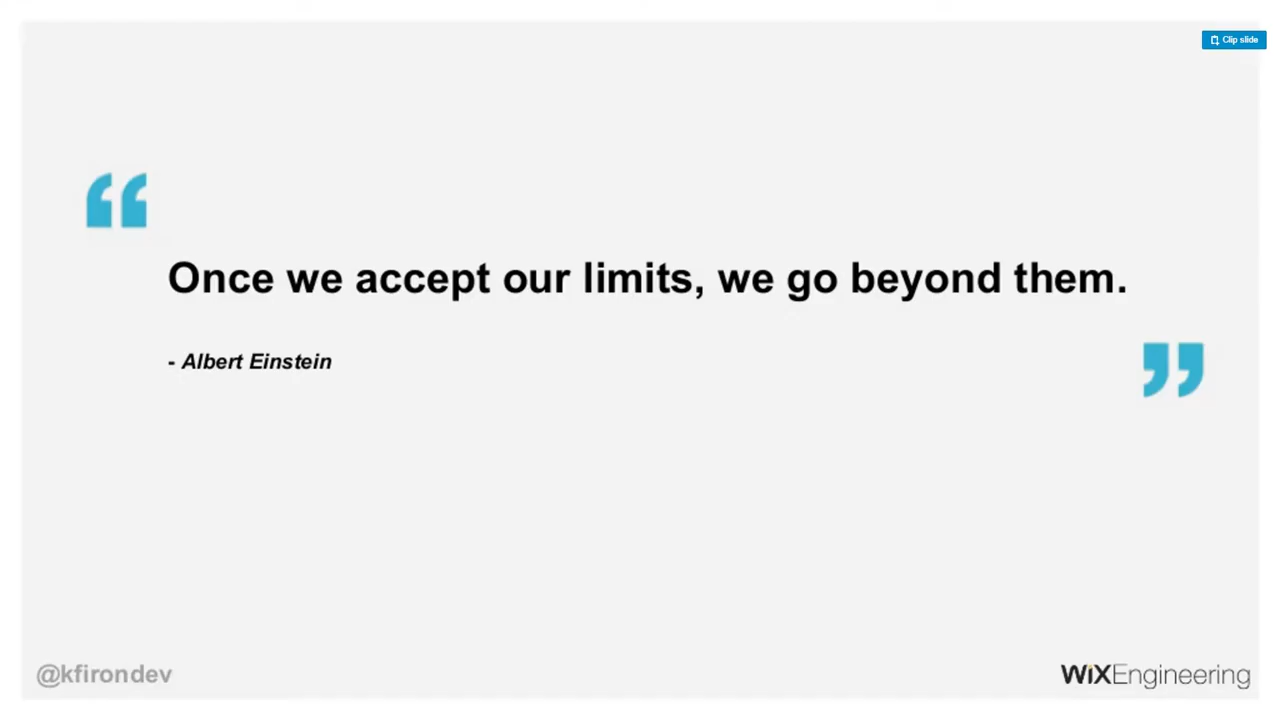 Clip slide
“
Once we accept our limits, we go beyond them.
- Albert Einstein
”
@kfirondev
WiXEngineering